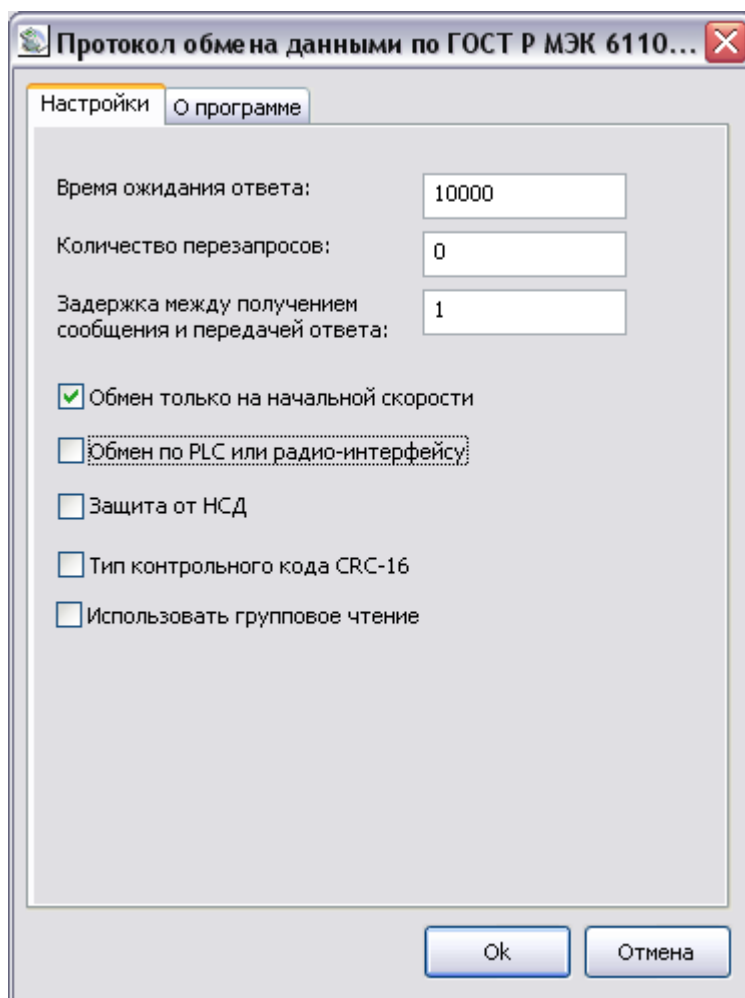 Протокол обмена данными по ГОСТ Р МЭК 6110...
Настройки
О программе
Время ожидания ответа:
10000
Количество перезапросов:
0
Задержка между получением
сообщения и передачей ответа:
1
Обмен только на начальной скорости
Обмен по PLC или радио-интерфейсу
Защита от НСД
Тип контрольного кода CRC-16
Использовать групповое чтение
Ok
Отмена